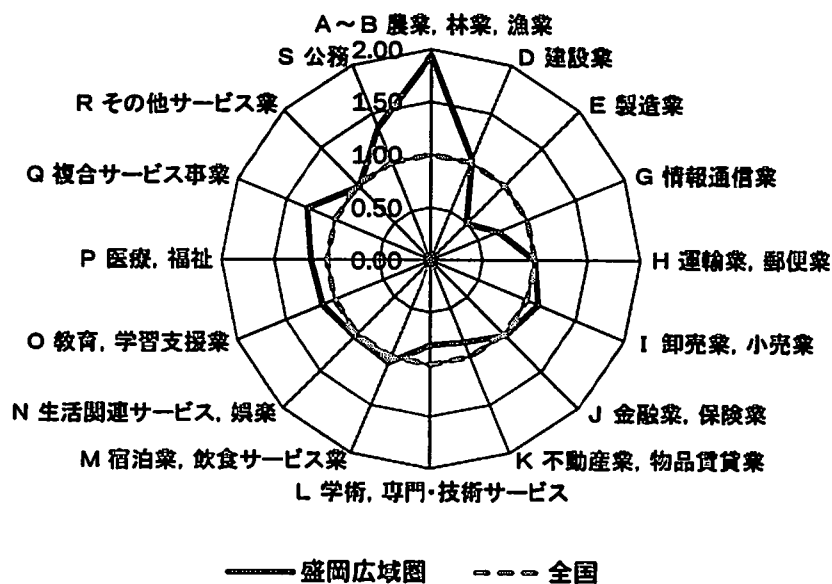 A～B 農業, 林業, 漁業
S 公務
2.00
D 建設業
R その他サービス業
1.50
E 製造業
Q 複合サービス事業
1.00
G 情報通信業
0.50
P 医療, 福祉
0.00
H 運輸業, 郵便業
O 教育, 学習支援業
I 卸売業, 小売業
N 生活関連サービス, 娯楽
J 金融業, 保険業
M 宿泊業, 飲食サービス業
K 不動産業, 物品賃貸業
L 学術, 専門・技術サービス
盛岡広域圏
全国